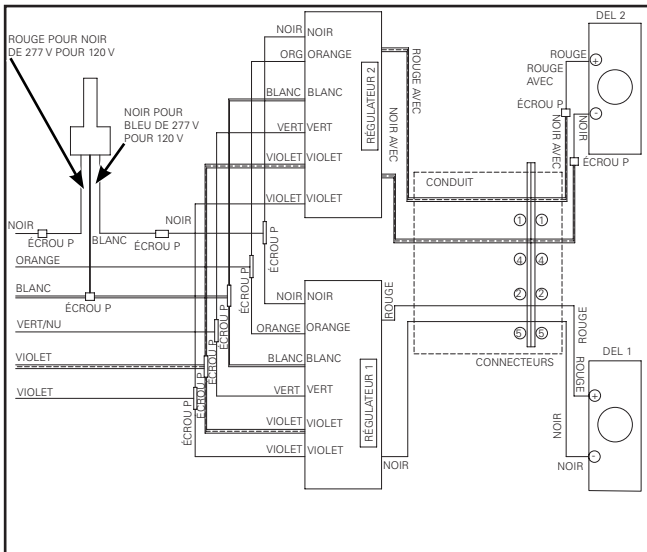 ROUGE POUR NOIR
DE 277 V POUR 120 V
NOIR POUR
BLEU DE 277 V
POUR 120 V
NOIR
ÉCROU P
BLANC
ÉCROU P
NOIR
ORANGE
BLANC
ÉCROU P
VERT/NU
VIOLET
VIOLET
ÉCROU P
ÉCROU P
ÉCROU P
ÉCROU P
ÉCROU P
ÉCROU P
NOIR NOIR
ORG ORANGE
BLANC BLANC
VERT VERT
VIOLET VIOLET
VIOLET VIOLET
RÉGULATEUR 2
ROUGE AVEC
NOIR AVEC
NOIR NOIR
ORANGE ORANGE
BLANC BLANC
VERT VERT
VIOLET VIOLET
VIOLET VIOLET
RÉGULATEUR 1
ROUGE
NOIR
CONDUIT
1 1
4 4
2 2
5 5
CONNECTEURS
DEL 2
ROUGE
+
ROUGE
AVEC
ÉCROU P
-
NOIR
NOIR AVEC
ÉCROU P
DEL 1
ROUGE
ROUGE
+
NOIR
-
NOIR